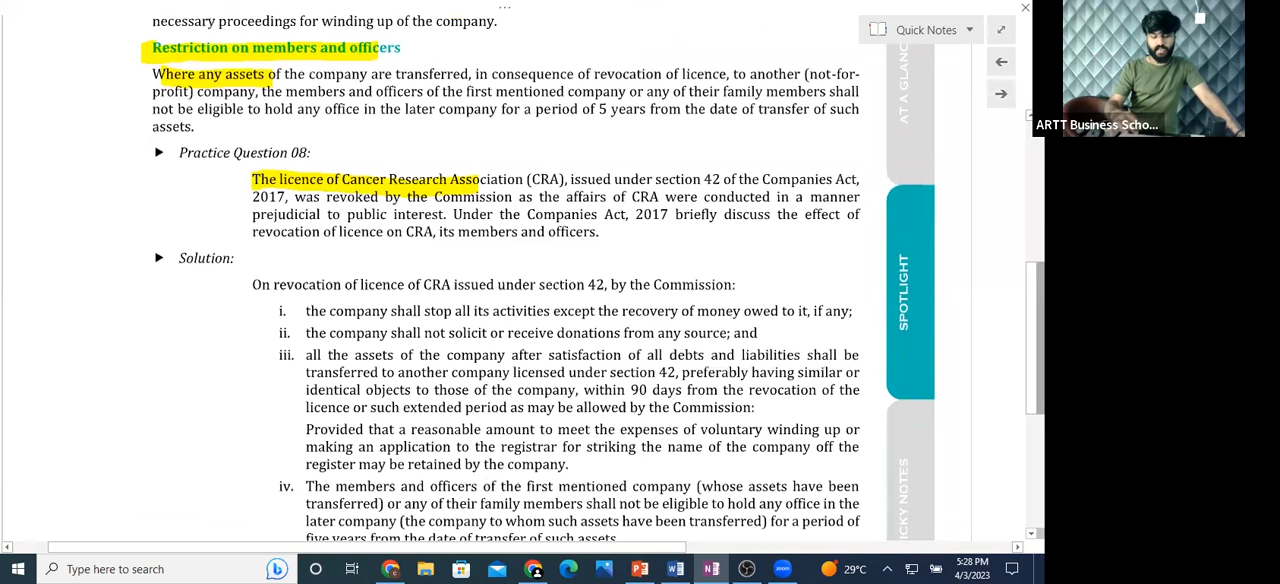 necessary proceedings for winding up of the company.
Quick Notes
Restriction on members and officers
Where any assets of the company are transferred, in consequence of revocation of licence, to another (not-for-
profit) company, the members and officers of the first mentioned company or any of their family members shall
not be eligible to hold any office in the later company for a period of 5 years from the date of transfer of such
assets.
AT A GLANC
ARTT Business Scho...
Practice Question 08:
The licence of Cancer Research Association (CRA), issued under section 42 of the Companies Act,
2017, was revoked by the Commission as the affairs of CRA were conducted in a manner
prejudicial to public interest. Under the Companies Act, 2017 briefly discuss the effect of
revocation of licence on CRA, its members and officers.
Solution:
On revocation of licence of CRA issued under section 42, by the Commission:
i. the company shall stop all its activities except the recovery of money owed to it, if any;
ii. the company shall not solicit or receive donations from any source; and
iii. all the assets of the company after satisfaction of all debts and liabilities shall be
transferred to another company licensed under section 42, preferably having similar or
identical objects to those of the company, within 90 days from the revocation of the
licence or such extended period as may be allowed by the Commission:
SPOTLIGHT
Provided that a reasonable amount to meet the expenses of voluntary winding up or
making an application to the registrar for striking the name of the company off the
register may be retained by the company.
iv. The members and officers of the first mentioned company (whose assets have been
transferred) or any of their family members shall not be eligible to hold any office in the
later company (the company to whom such assets have been transferred) for a period of
five years from the date of transfer of such assets.
ICKY NOTES
Type here to search
zoom
29°C
5:28 PM
4/3/2023